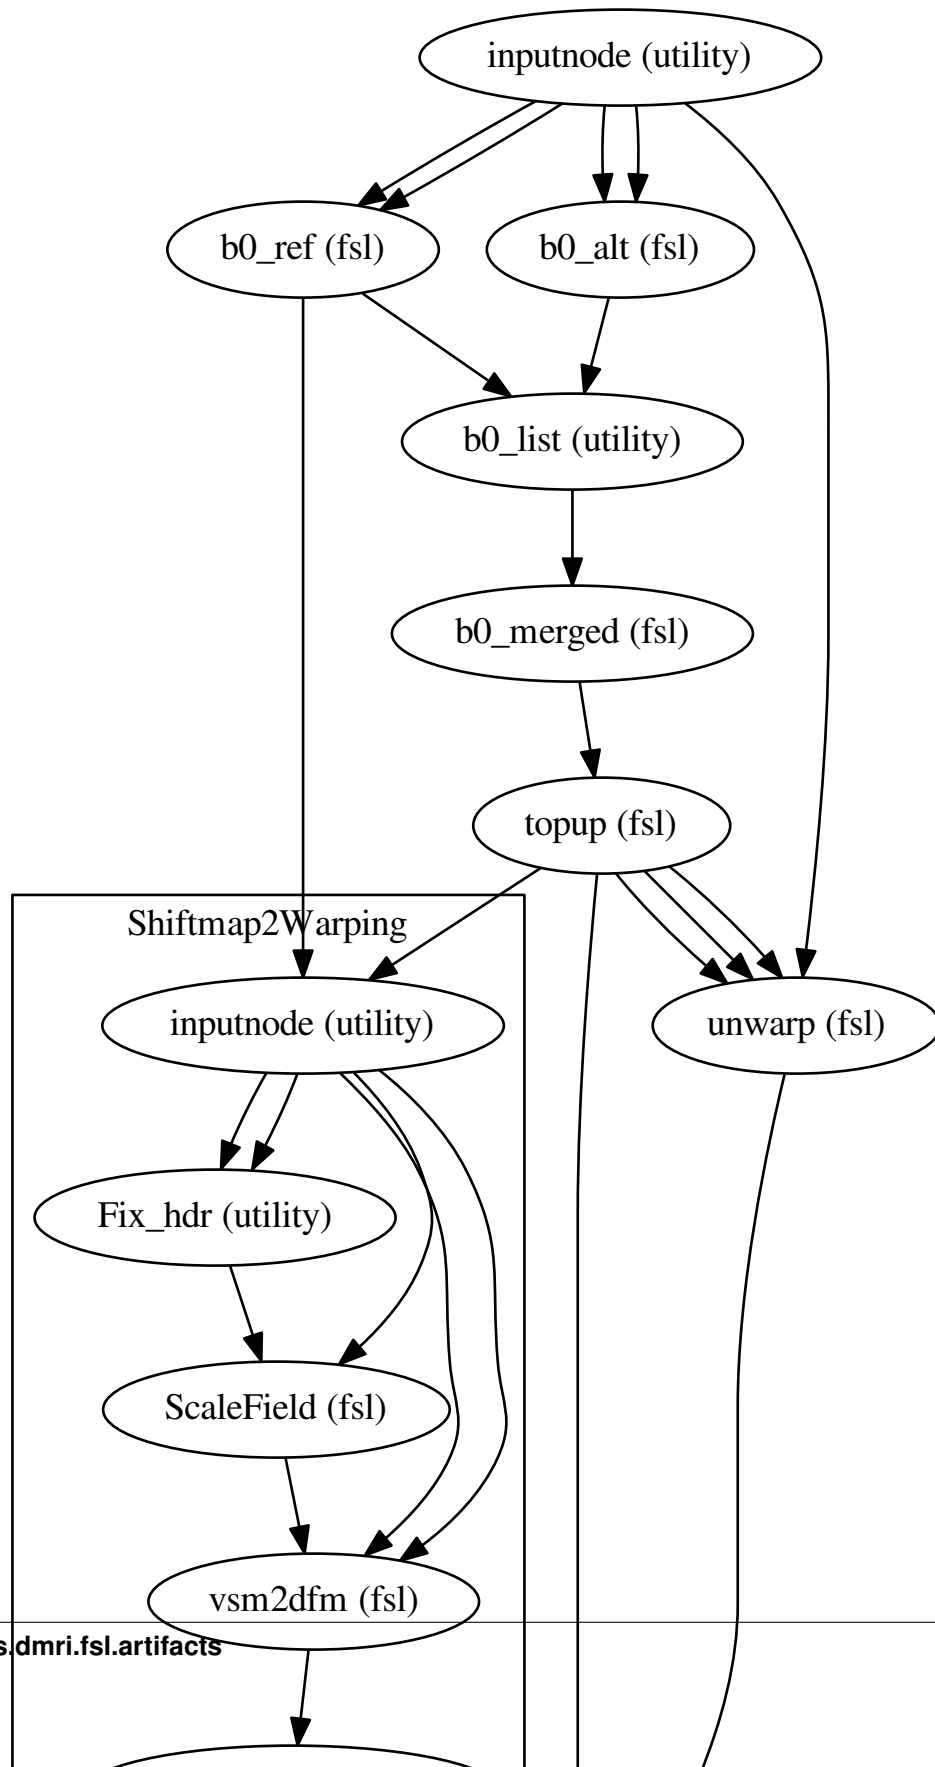 inputnode (utility)
b0_ref (fsl)
b0_alt (fsl)
b0_list (utility)
b0_merged (fsl)
topup (fsl)
Shiftmap2Warping
inputnode (utility)
unwarp (fsl)
Fix_hdr (utility)
ScaleField (fsl)
vsm2dfm (fsl)
s.dmri.fsl.artifacts